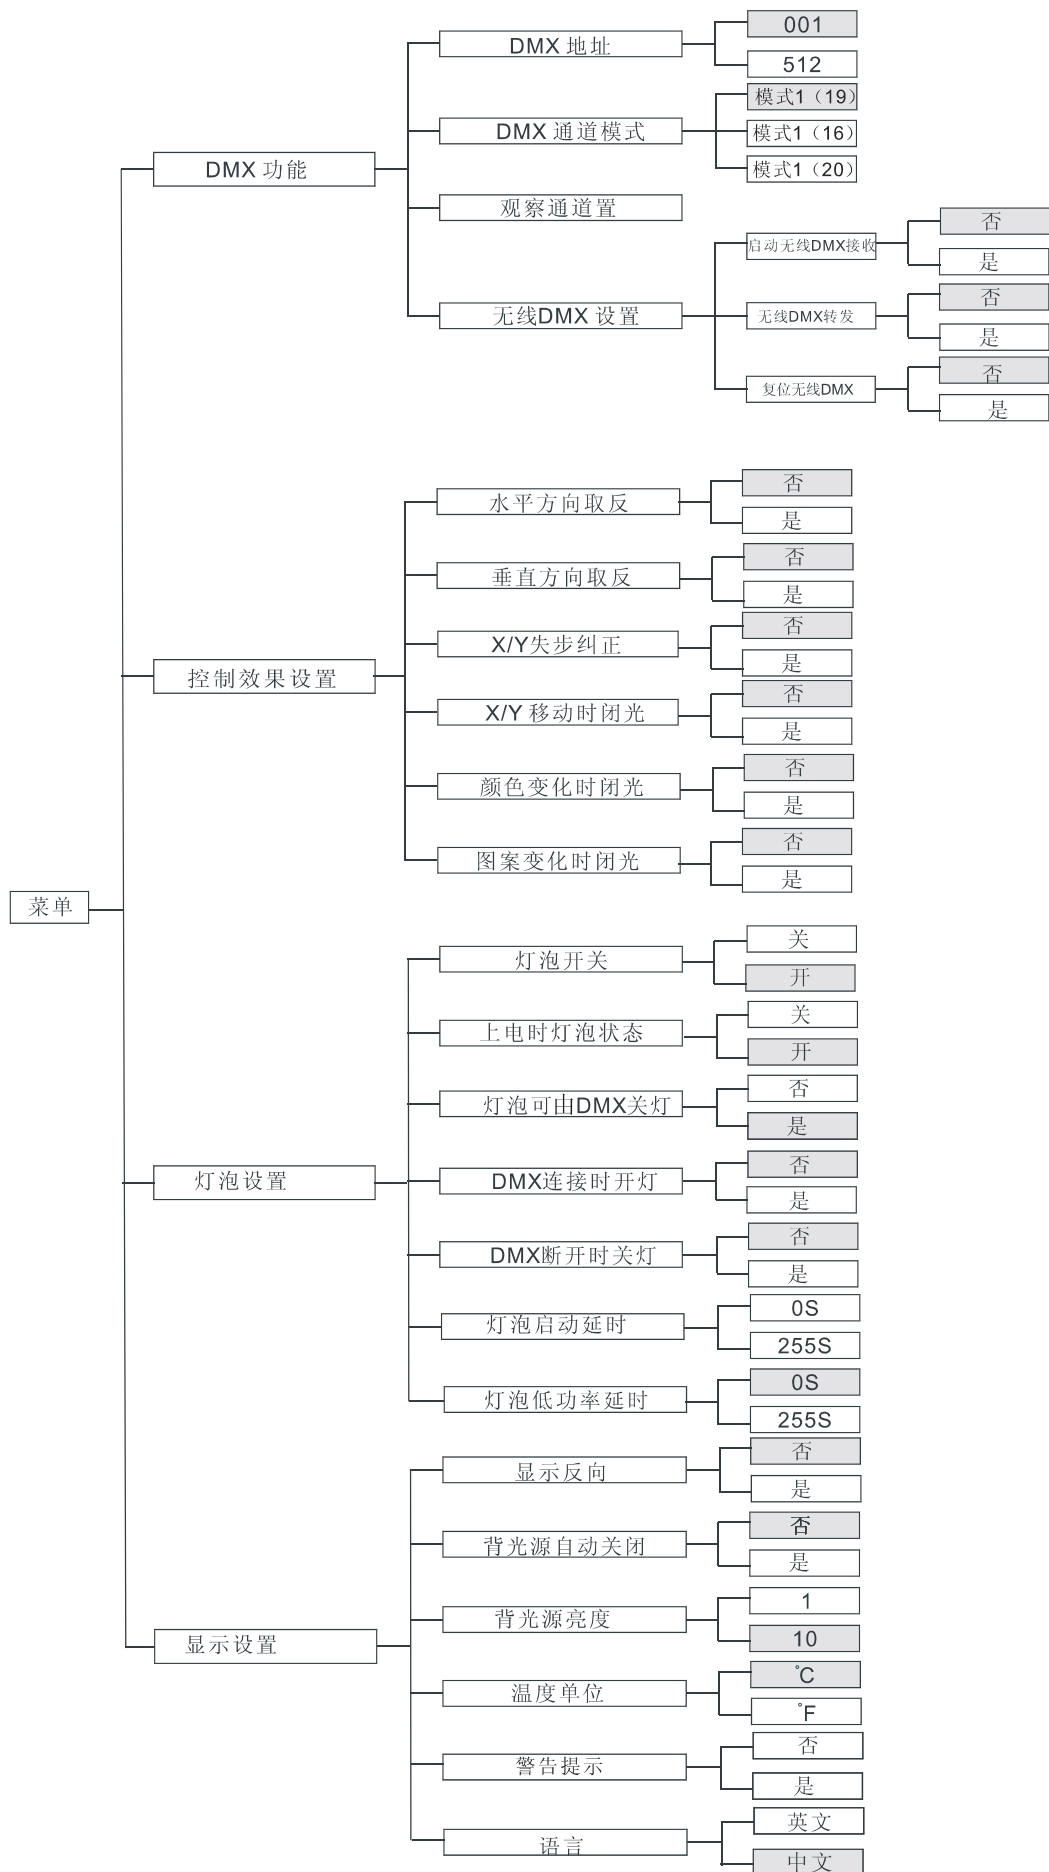 菜单
DMX 功能
DMX 地址
001
512
DMX 通道模式
模式1（19）
模式1（16）
模式1（20）
观察通道置
无线DMX 设置
启动无线DMX接收
否
是
无线DMX转发
否
是
复位无线DMX
否
是
控制效果设置
水平方向取反
否
是
垂直方向取反
否
是
X/Y失步纠正
否
是
X/Y 移动时闭光
否
是
颜色变化时闭光
否
是
图案变化时闭光
否
是
灯泡设置
灯泡开关
关
开
上电时灯泡状态
关
开
灯泡可由DMX关灯
否
是
DMX连接时开灯
否
是
DMX断开时关灯
否
是
灯泡启动延时
0S
255S
灯泡低功率延时
0S
255S
显示设置
显示反向
否
是
背光源自动关闭
否
是
背光源亮度
1
10
温度单位
°C
°F
警告提示
否
是
语言
英文
中文